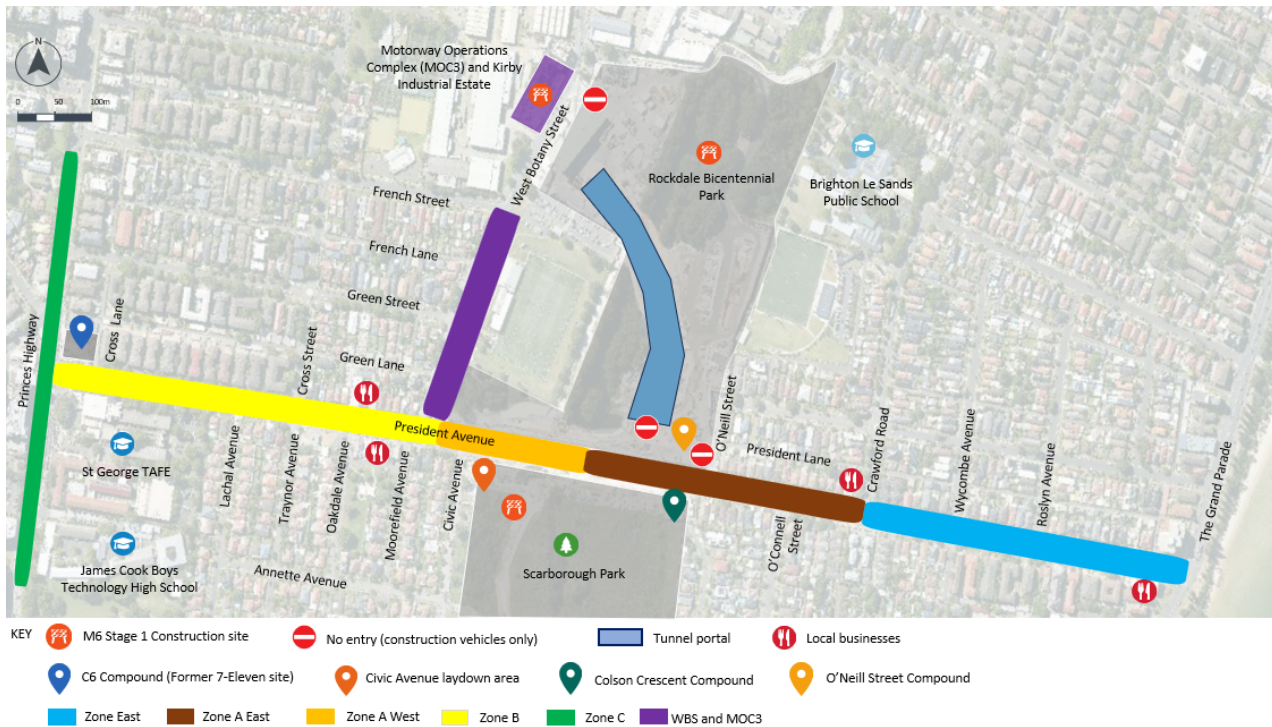 N
0 50 100m
Motorway Operations
Complex (MOC3) and Kirby
Industrial Estate
West Botany Street
Rockdale Bicentennial
Park
Brighton Le Sands
Public School
French Street
French Lane
Green Street
Green Lane
Princes Highway
Cross Lane
Cross Street
President Avenue
O'Neill Street
President Lane
Crawford Road
Wycombe Avenue
Roslyn Avenue
The Grand Parade
St George TAFE
Lachal Avenue
Traynor Avenue
Oakdale Avenue
Moorefield Avenue
Civic Avenue
O'Connell
Street
James Cook Boys
Technology High School
Annette Avenue
Scarborough Park
KEY
M6 Stage 1 Construction site
No entry (construction vehicles only)
Tunnel portal
Local businesses
C6 Compound (Former 7-Eleven site)
Civic Avenue laydown area
Colson Crescent Compound
O'Neill Street Compound
Zone East
Zone A East
Zone A West
Zone B
Zone C
WBS and MOC3